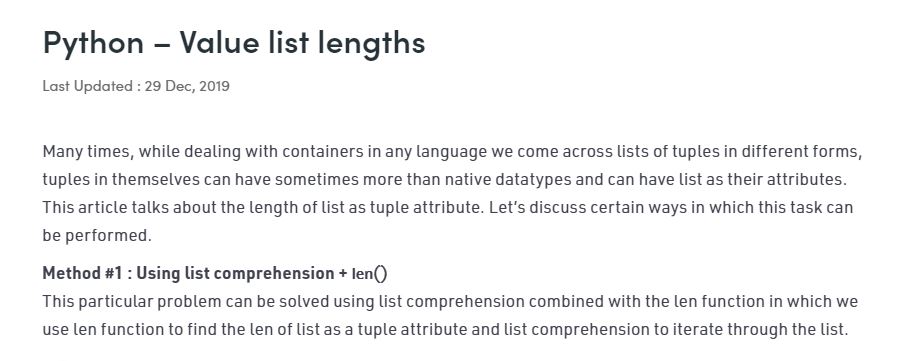 Python – Value list lengths
Last Updated : 29 Dec, 2019
Many times, while dealing with containers in any language we come across lists of tuples in different forms,
tuples in themselves can have sometimes more than native datatypes and can have list as their attributes.
This article talks about the length of list as tuple attribute. Let’s discuss certain ways in which this task can
be performed.
Method #1 : Using list comprehension + len()
This particular problem can be solved using list comprehension combined with the len function in which we
use len function to find the len of list as a tuple attribute and list comprehension to iterate through the list.